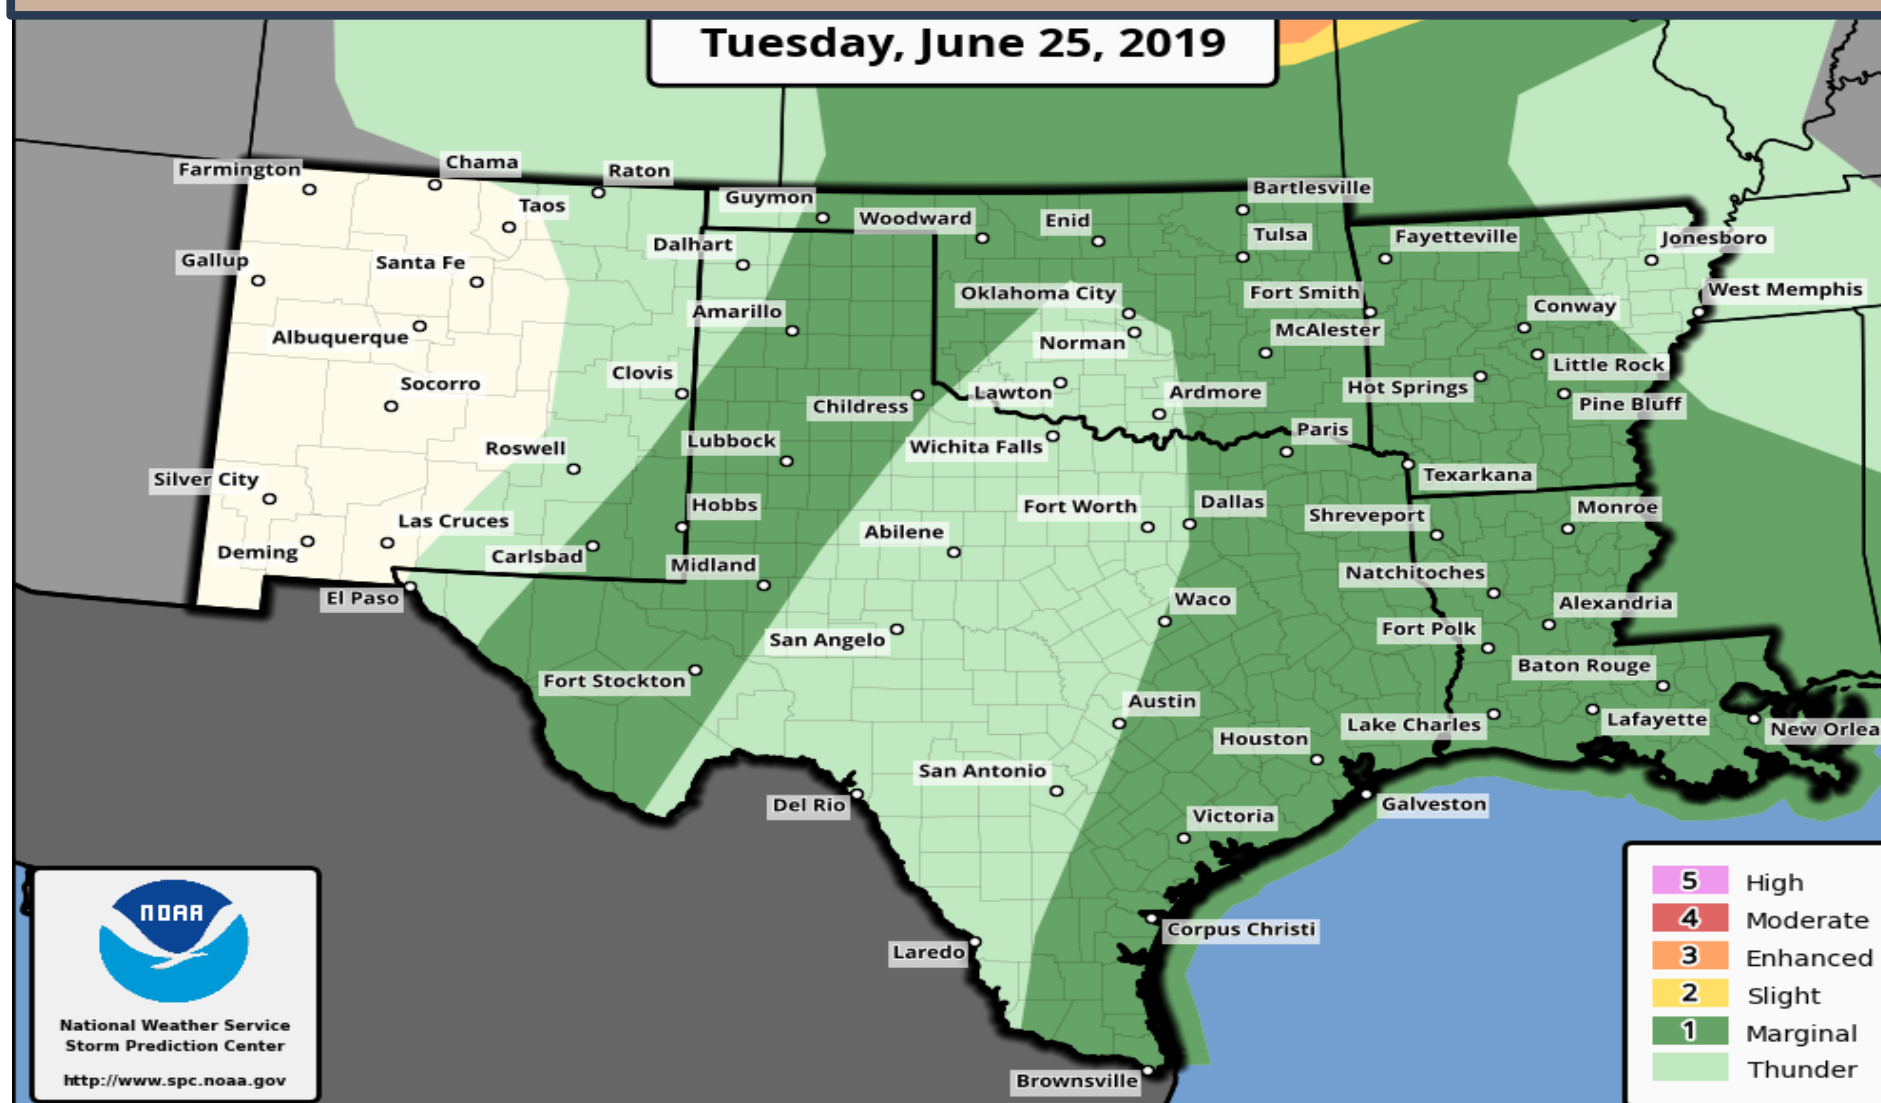 Tuesday, June 25, 2019
Farmington
Chama
Raton
Taos
Guymon
Woodward
Enid
Bartlesville
Tulsa
Fayetteville
Jonesboro
Gallup
Santa Fe
Dalhart
Amarillo
Oklahoma City
Fort Smith
Conway
West Memphis
Albuquerque
Norman
McAlester
Little Rock
Socorro
Clovis
Childress
Lawton
Ardmore
Hot Springs
Pine Bluff
Roswell
Lubbock
Wichita Falls
Paris
Texarkana
Silver City
Las Cruces
Hobbs
Fort Worth
Dallas
Shreveport
Monroe
Deming
Carlsbad
Midland
Abilene
Natchitoches
El Paso
Waco
Alexandria
San Angelo
Fort Polk
Fort Stockton
Baton Rouge
Austin
Houston
Lake Charles
Lafayette
New Orlea
San Antonio
Del Rio
Galveston
Victoria
Corpus Christi
Laredo
Brownsville
NOAA
National Weather Service
Storm Prediction Center
http://www.spc.noaa.gov
5 High
4 Moderate
3 Enhanced
2 Slight
1 Marginal
Thunder